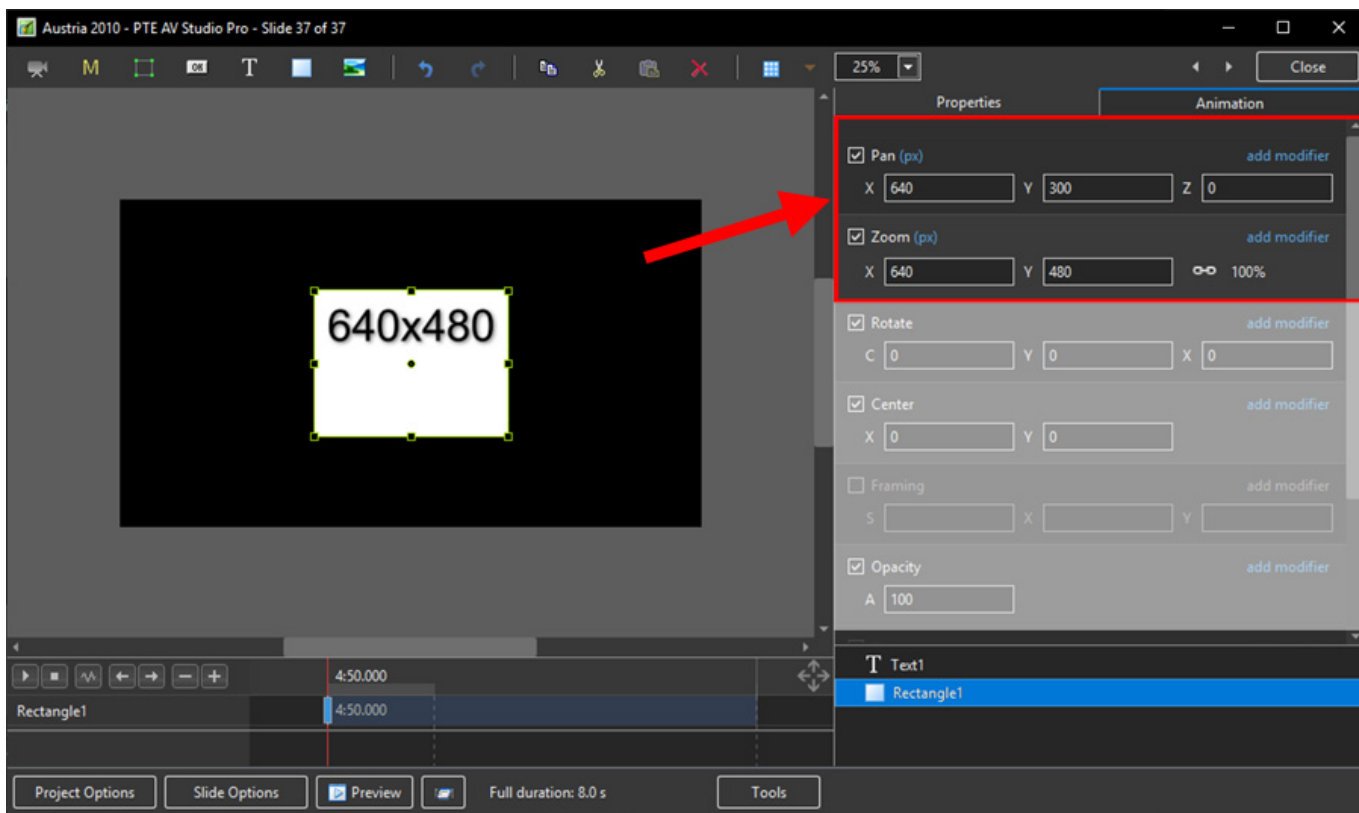 Austria 2010 - PTE AV Studio Pro - Slide 37 of 37
M OK T 25% Close
Properties Animation
Pan (px) add modifier
X 640 Y 300 Z 0
Zoom (px) add modifier
X 640 Y 480 100%
640x480
Rotate add modifier
C 0 Y 0 X 0
Center add modifier
X 0 Y 0
Framing add modifier
S X Y
Opacity add modifier
A 100
4:50.000
Rectangle1 4:50.000
T Text1
Rectangle1
Project Options Slide Options Preview Full duration: 8.0 s Tools